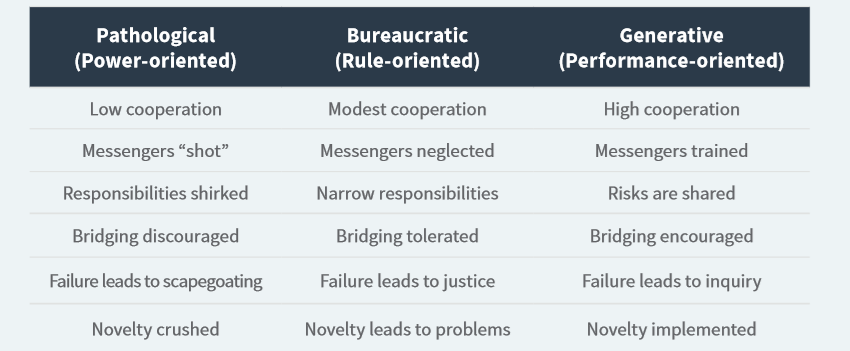 Pathological Bureaucratic Generative
(Power-oriented) (Rule-oriented) (Performance-oriented)
Low cooperation Modest cooperation High cooperation
Messengers “shot” Messengers neglected Messengers trained
Responsibilities shirked Narrow responsibilities Risks are shared
Bridging discouraged Bridging tolerated Bridging encouraged
Failure leads to scapegoating Failure leads to justice Failure leads to inquiry
Novelty crushed Novelty leads to problems Novelty implemented